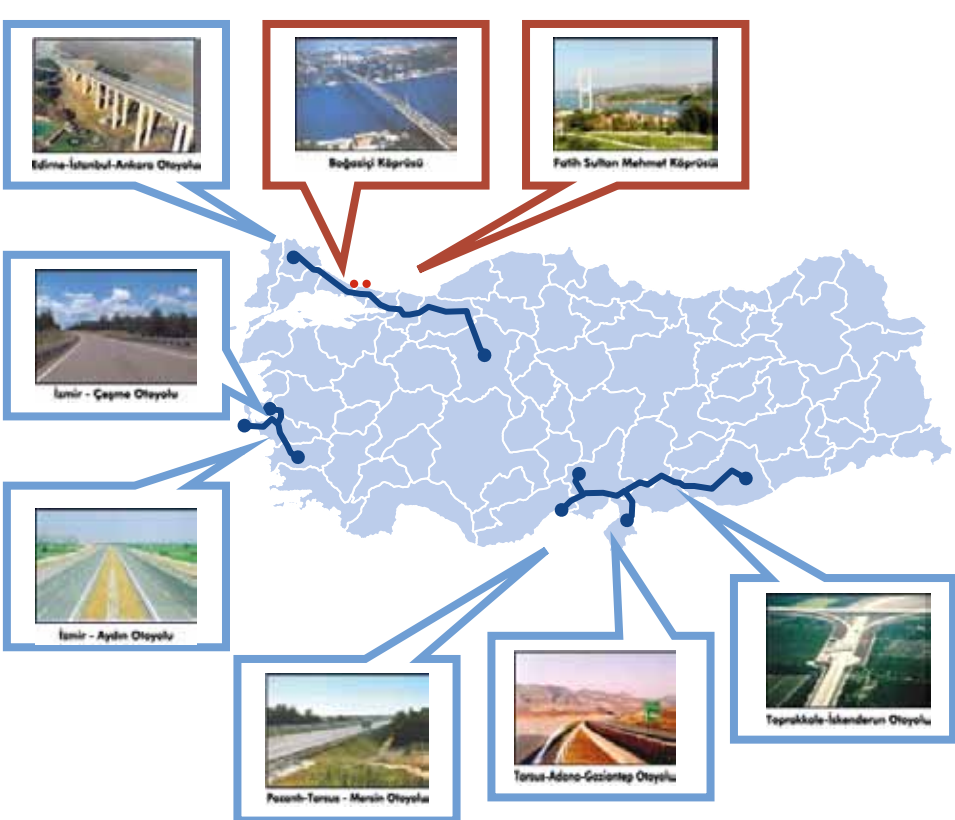 Edirne-İstanbul-Ankara Otoyolu
Boğaziçi Köprüsü
Fatih Sultan Mehmet Köprüsü
İzmir - Çeşme Otoyolu
İzmir - Aydın Otoyolu
Pozantı-Tarsus - Mersin Otoyolu
Tarsus-Adana-Gaziantep Otoyolu
Toprakkale-İskenderun Otoyolu